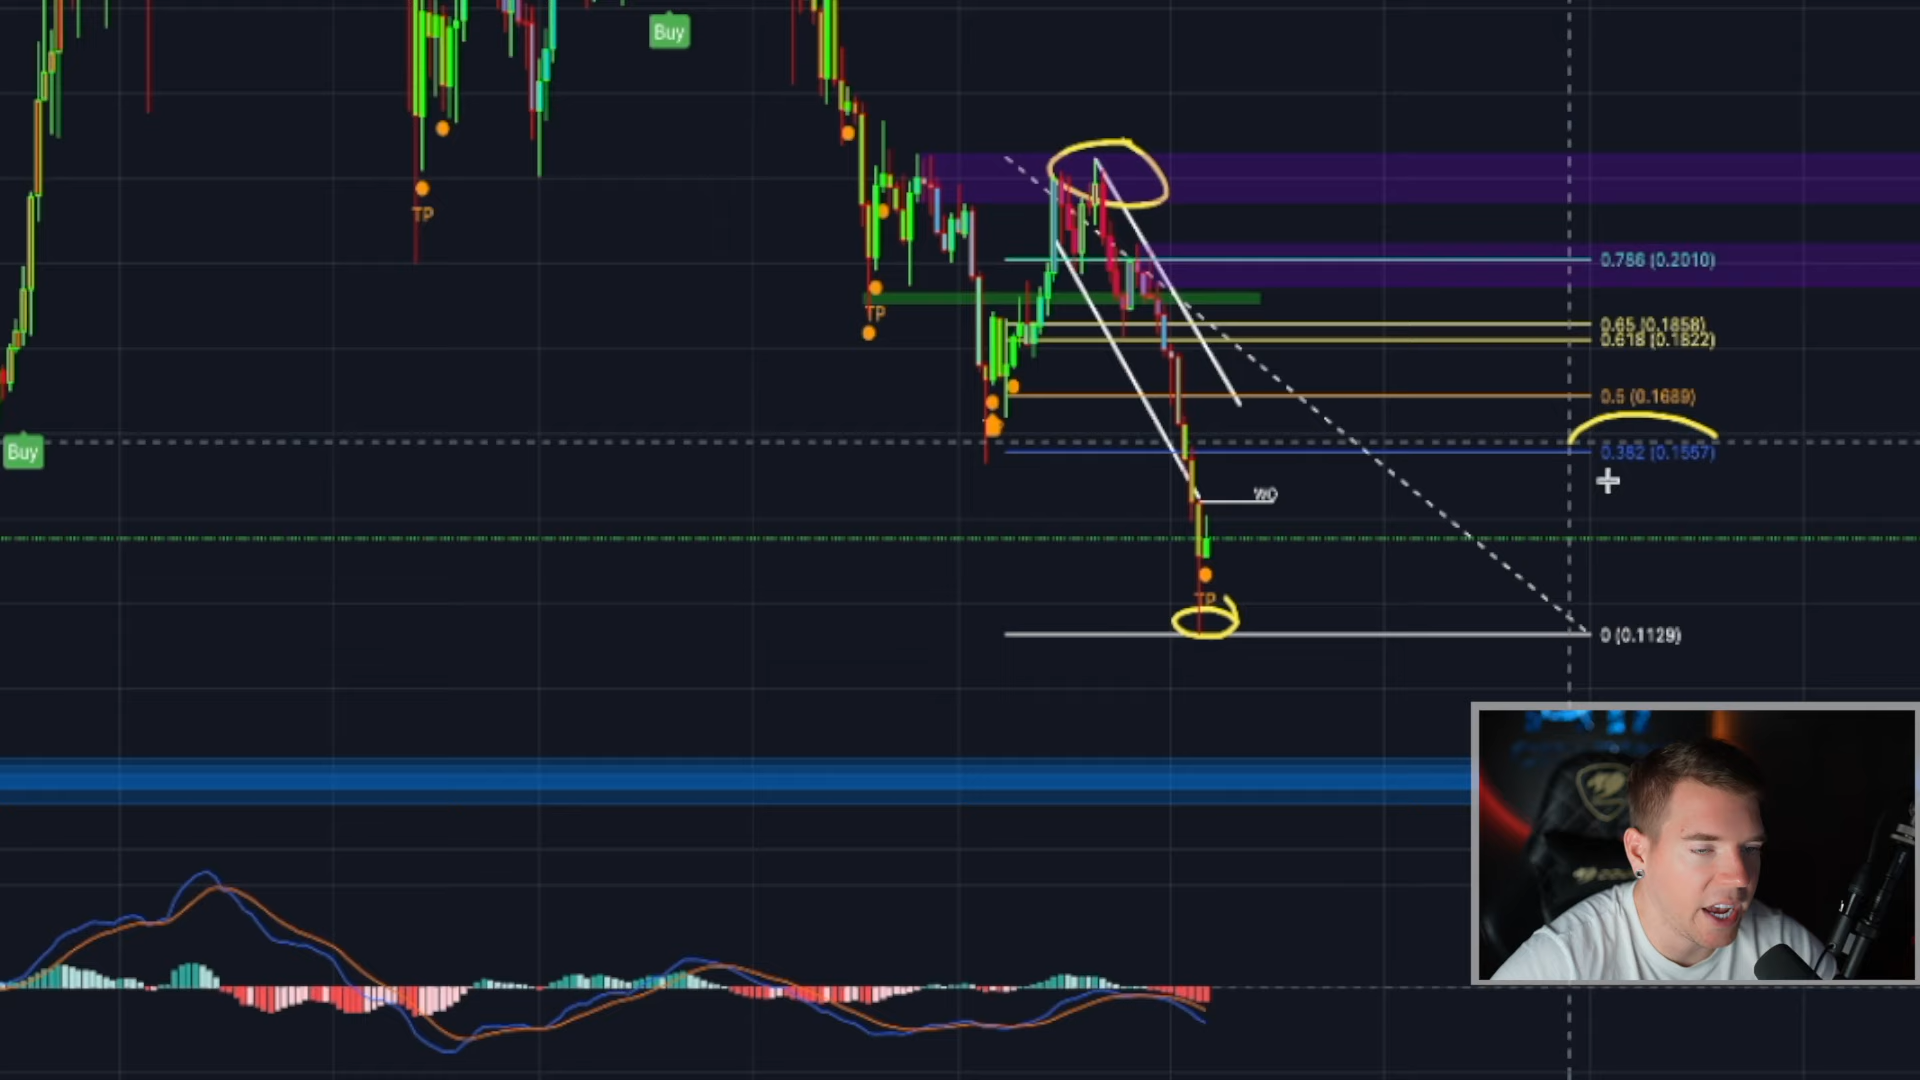 Buy
TP
0.786 (0.2010)
TP
0.65 (0.1858)
0.618 (0.1822)
0.5 (0.1689)
Buy
0.382 (0.1557)
WO
TP
0 (0.1129)